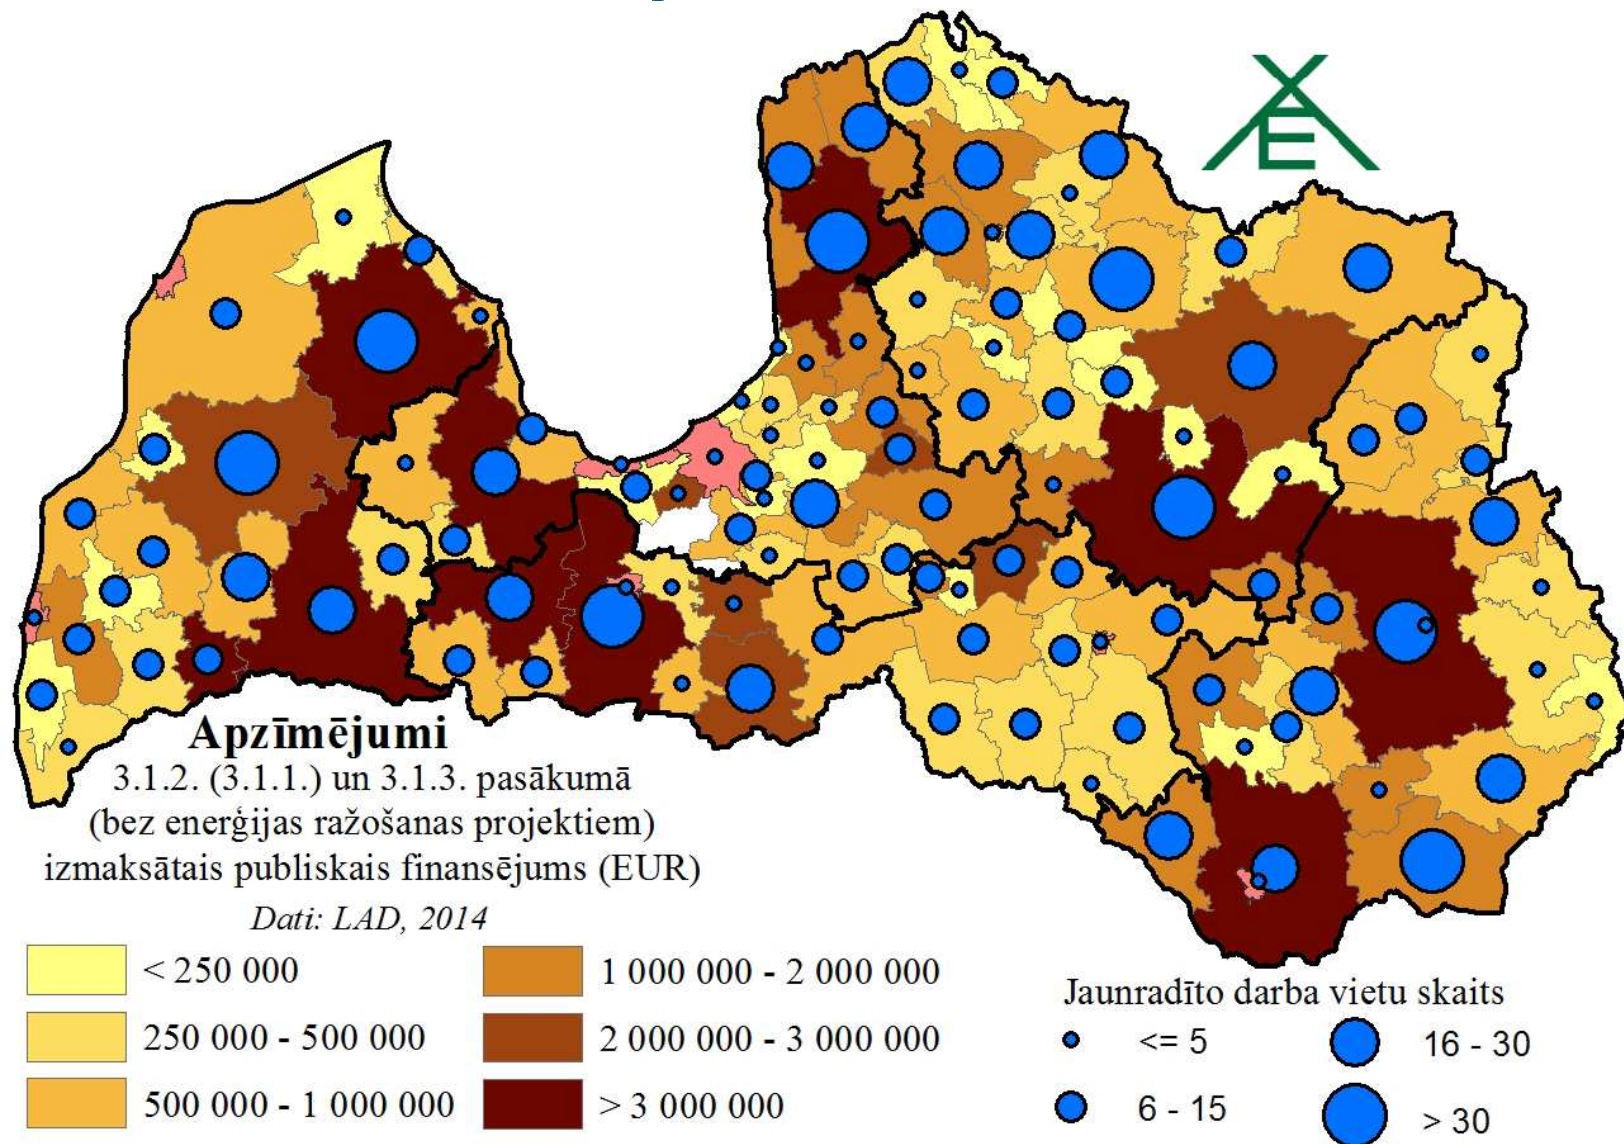 Apzīmējumi
3.1.2. (3.1.1.) un 3.1.3. pasākumā
(bez enerģijas ražošanas projektiem)
izmaksātais publiskais finansējums (EUR)
Dati: LAD, 2014
< 250 000
250 000 - 500 000
500 000 - 1 000 000
1 000 000 - 2 000 000
2 000 000 - 3 000 000
> 3 000 000
Jaunradīto darba vietu skaits
<= 5
6 - 15
16 - 30
> 30